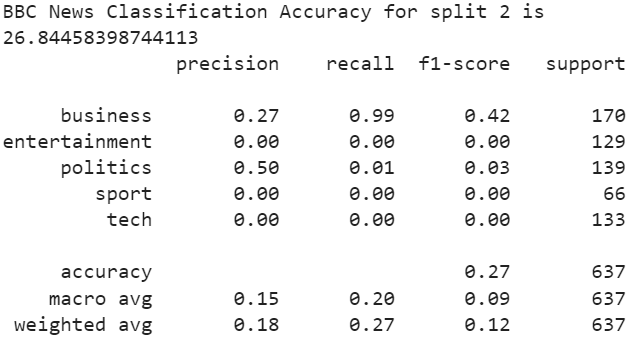 BBC News Classification Accuracy for split 2 is
26.84458398744113
precision recall f1-score support
business 0.27 0.99 0.42 170
entertainment 0.00 0.00 0.00 129
politics 0.50 0.01 0.03 139
sport 0.00 0.00 0.00 66
tech 0.00 0.00 0.00 133
accuracy 0.27 637
macro avg 0.15 0.20 0.09 637
weighted avg 0.18 0.27 0.12 637